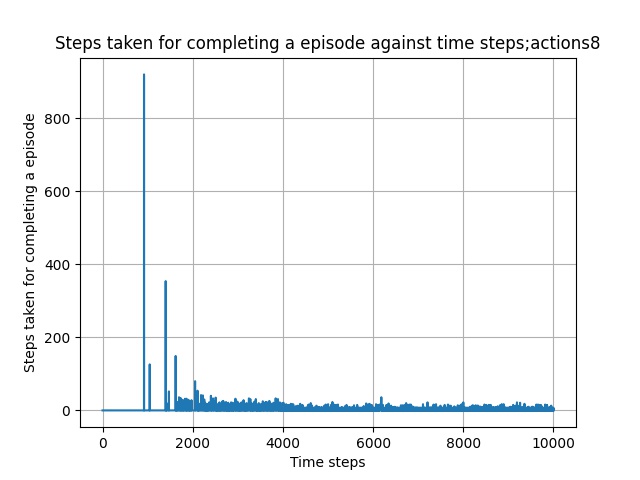 Steps taken for completing a episode against time steps;actions8
Steps taken for completing a episode
800
600
400
200
0
0 2000 4000 6000 8000 10000
Time steps